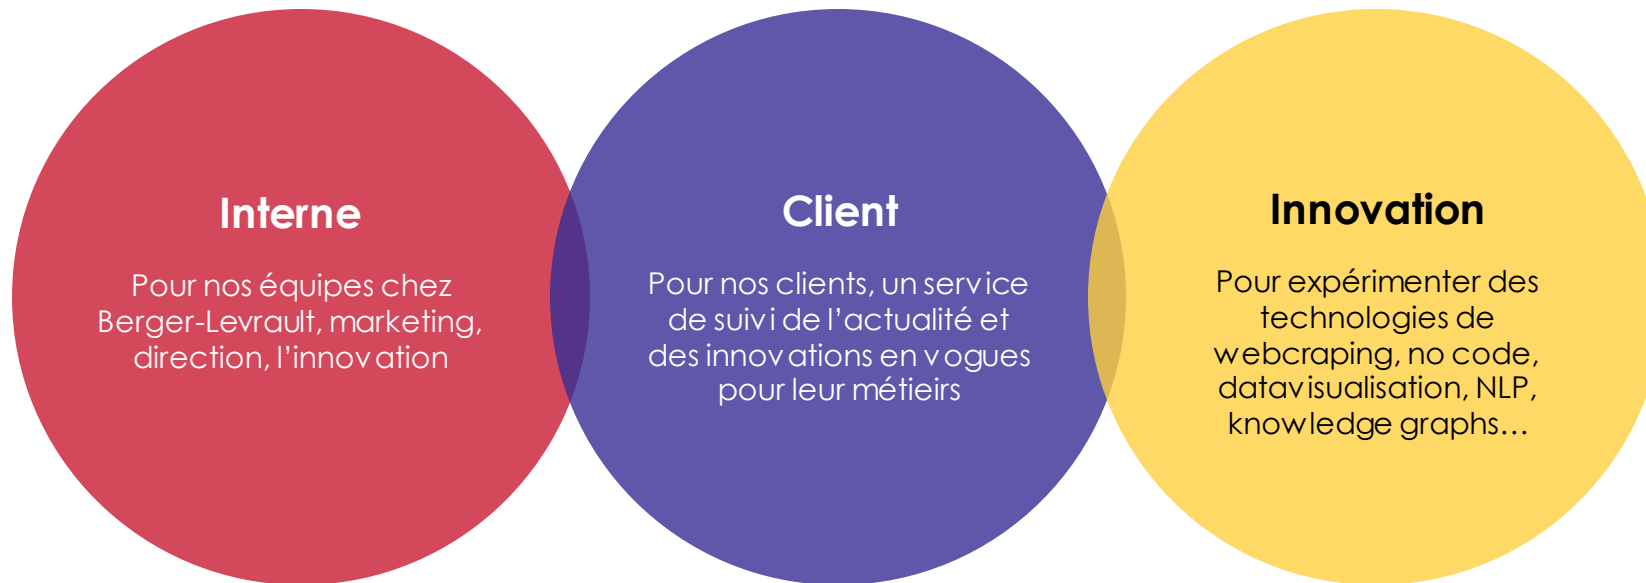 Interne
Pour nos équipes chez
Berger-Levrault, marketing,
direction, l’innovation
Client
Pour nos clients, un service
de suivi de l’actualité et
des innovations en vogues
pour leur métieirs
Innovation
Pour expérimenter des
technologies de
webcraping, no code,
datavisualisation, NLP,
knowledge graphs…